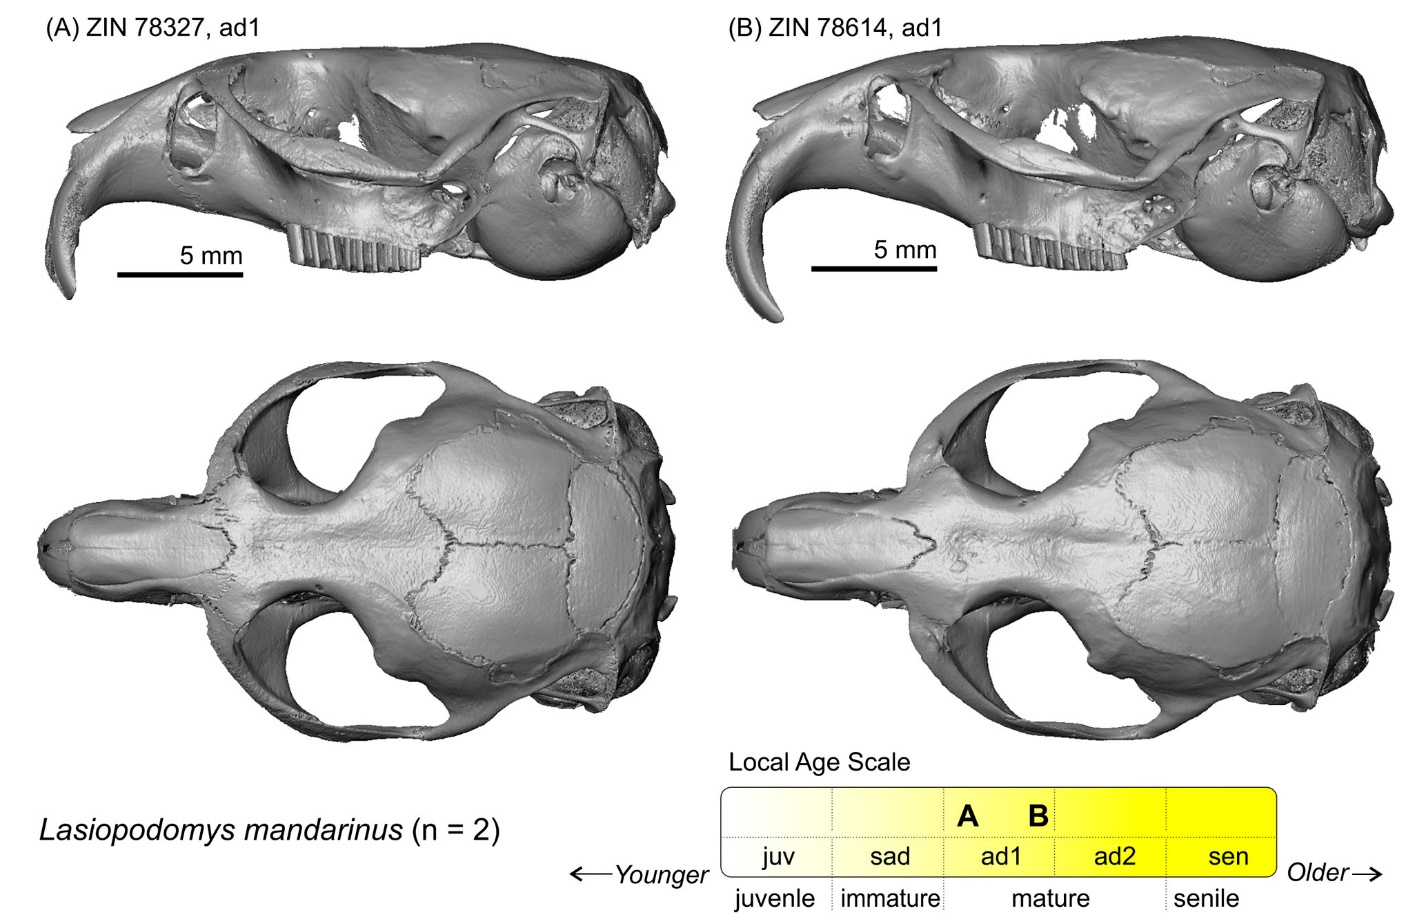 (A) ZIN 78327, ad1
(B) ZIN 78614, ad1
5 mm
5 mm
Local Age Scale
A B
juv sad ad1 ad2 sen
Lasiopodomys mandarinus (n = 2)
←Younger
Older→
juvenle immature mature senile